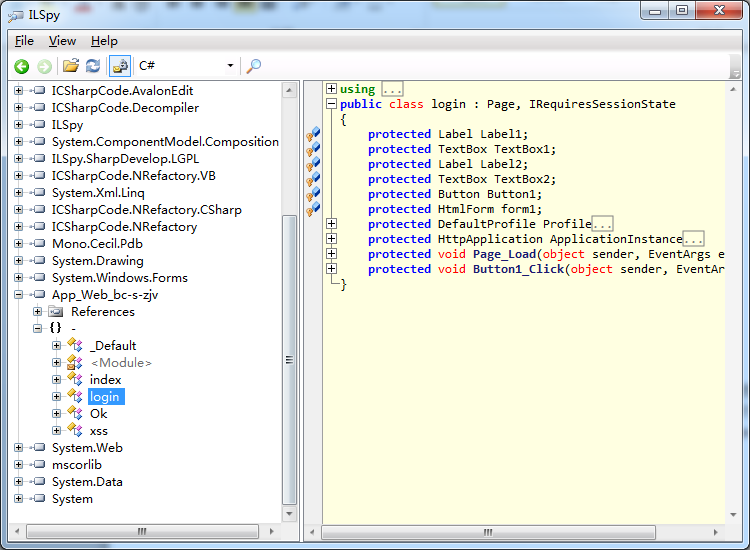 ILSpy
File View Help
C#
ICSharpCode.AvalonEdit
ICSharpCode.Decompiler
ILSpy
System.ComponentModel.Composition
ILSpy.SharpDevelop.LGPL
ICSharpCode.NRefactory.VB
System.Xml.Linq
ICSharpCode.NRefactory.CSharp
ICSharpCode.NRefactory
Mono.Cecil.Pdb
System.Drawing
System.Windows.Forms
App_Web_bc-s-zjv
References
{} -
_Default
<Module>
index
login
Ok
xss
System.Web
mscorlib
System.Data
System
using ...
public class login : Page, IRequiresSessionState
{
protected Label Label1;
protected TextBox TextBox1;
protected Label Label2;
protected TextBox TextBox2;
protected Button Button1;
protected HtmlForm form1;
protected DefaultProfile Profile...
protected HttpApplication ApplicationInstance...
protected void Page_Load(object sender, EventArgs e
protected void Button1_Click(object sender, EventAr
}